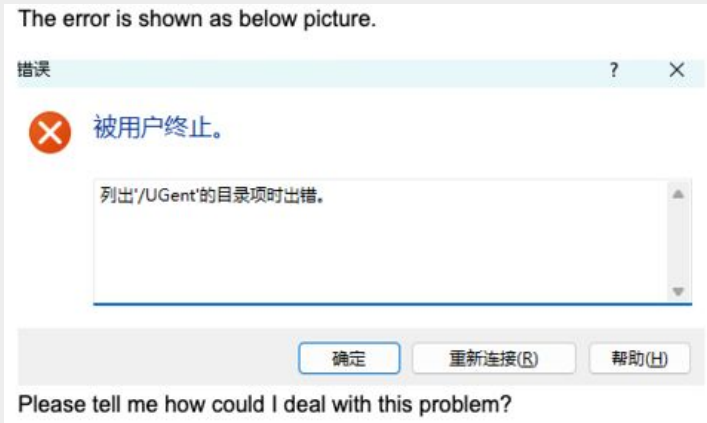 The error is shown as below picture.
错误
?
×
被用户终止。
列出'/UGent'的目录项时出错。
确定
重新连接(R)
帮助(H)
Please tell me how could I deal with this problem?